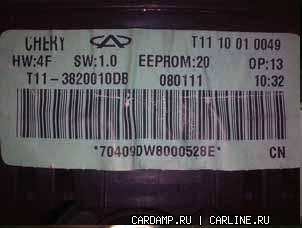 CHERY T11 10 01 0049
HW:4F SW:1.0 EEPROM:20 OP:13
T11-3820010DB 080111 10:32
*70409DW8000528E* CN
CARDAMP.RU | CARLINE.RU